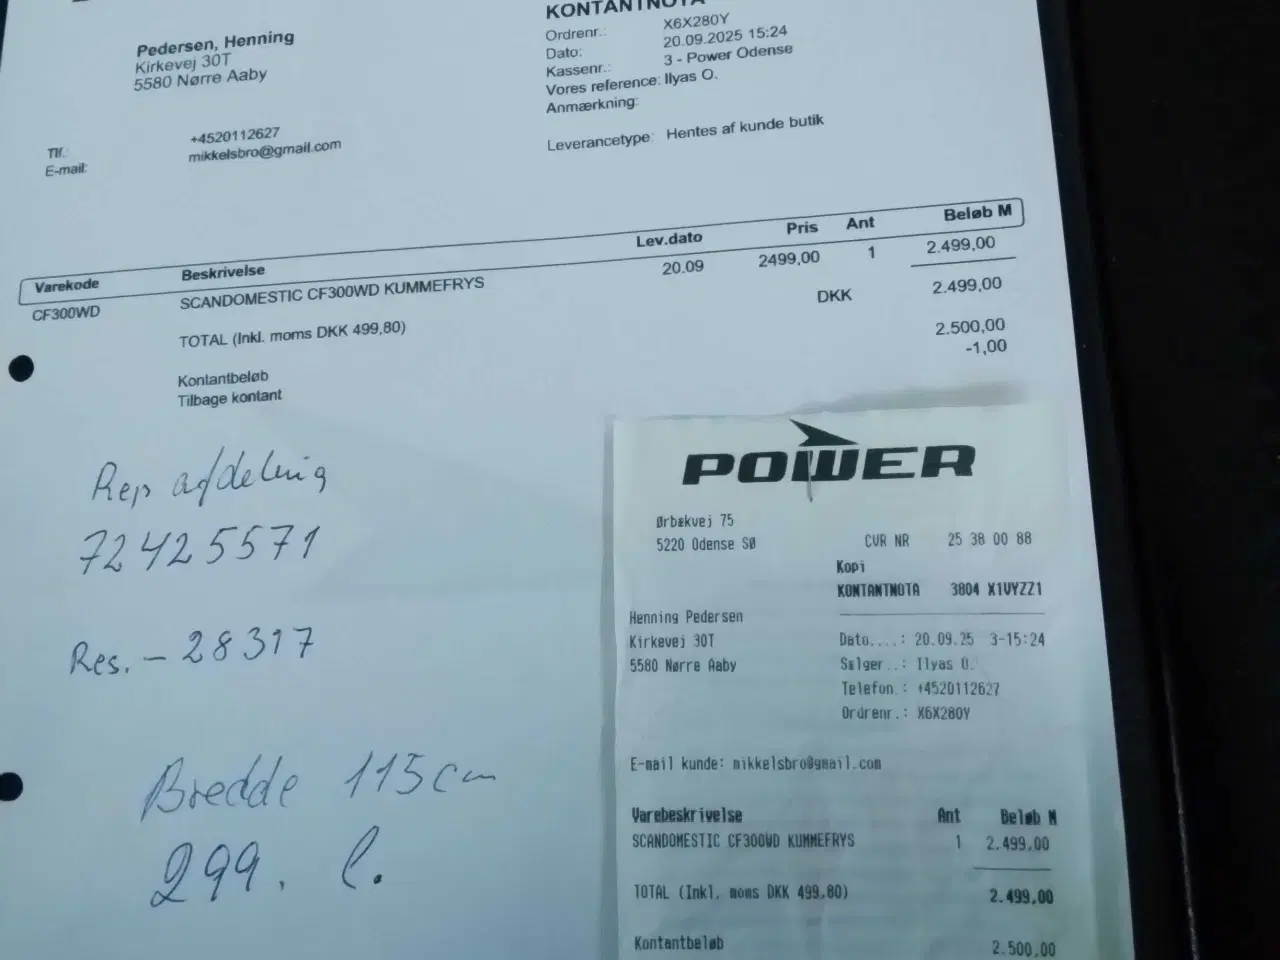 KONTANTNOTA
Pedersen, Henning
Kirkevej 30T
5580 Nørre Aaby
Tlf.: +4520112627
E-mail: mikkelsbro@gmail.com
Ordrenr.: X6X280Y
Dato: 20.09.2025 15:24
Kassenr.: 3 - Power Odense
Vores reference: Ilyas O.
Anmærkning:
Leverancetype: Hentes af kunde butik
Varekode Beskrivelse Lev.dato Pris Ant Beløb M
CF300WD SCANDOMESTIC CF300WD KUMMEFRYS 20.09 2499,00 1 2.499,00
TOTAL (Inkl. moms DKK 499,80) DKK 2.499,00
Kontantbeløb 2.500,00
Tilbage kontant -1,00
Rep afdeling
72425571
Res. - 28317
Bredde 115cm
299. l.
POWER
Ørbækvej 75
5220 Odense SØ
CVR NR 25 38 00 88
Kopi
KONTANTNOTA 3804 X1VYZZ1
Henning Pedersen
Kirkevej 30T
5580 Nørre Aaby
Dato....: 20.09.25 3-15:24
Sælger..: Ilyas O.
Telefon.: +4520112627
Ordrenr.: X6X280Y
E-mail kunde: mikkelsbro@gmail.com
Varebeskrivelse Ant Beløb M
SCANDOMESTIC CF300WD KUMMEFRYS 1 2.499,00
TOTAL (Inkl. moms DKK 499,80) 2.499,00
Kontantbeløb 2.500,00